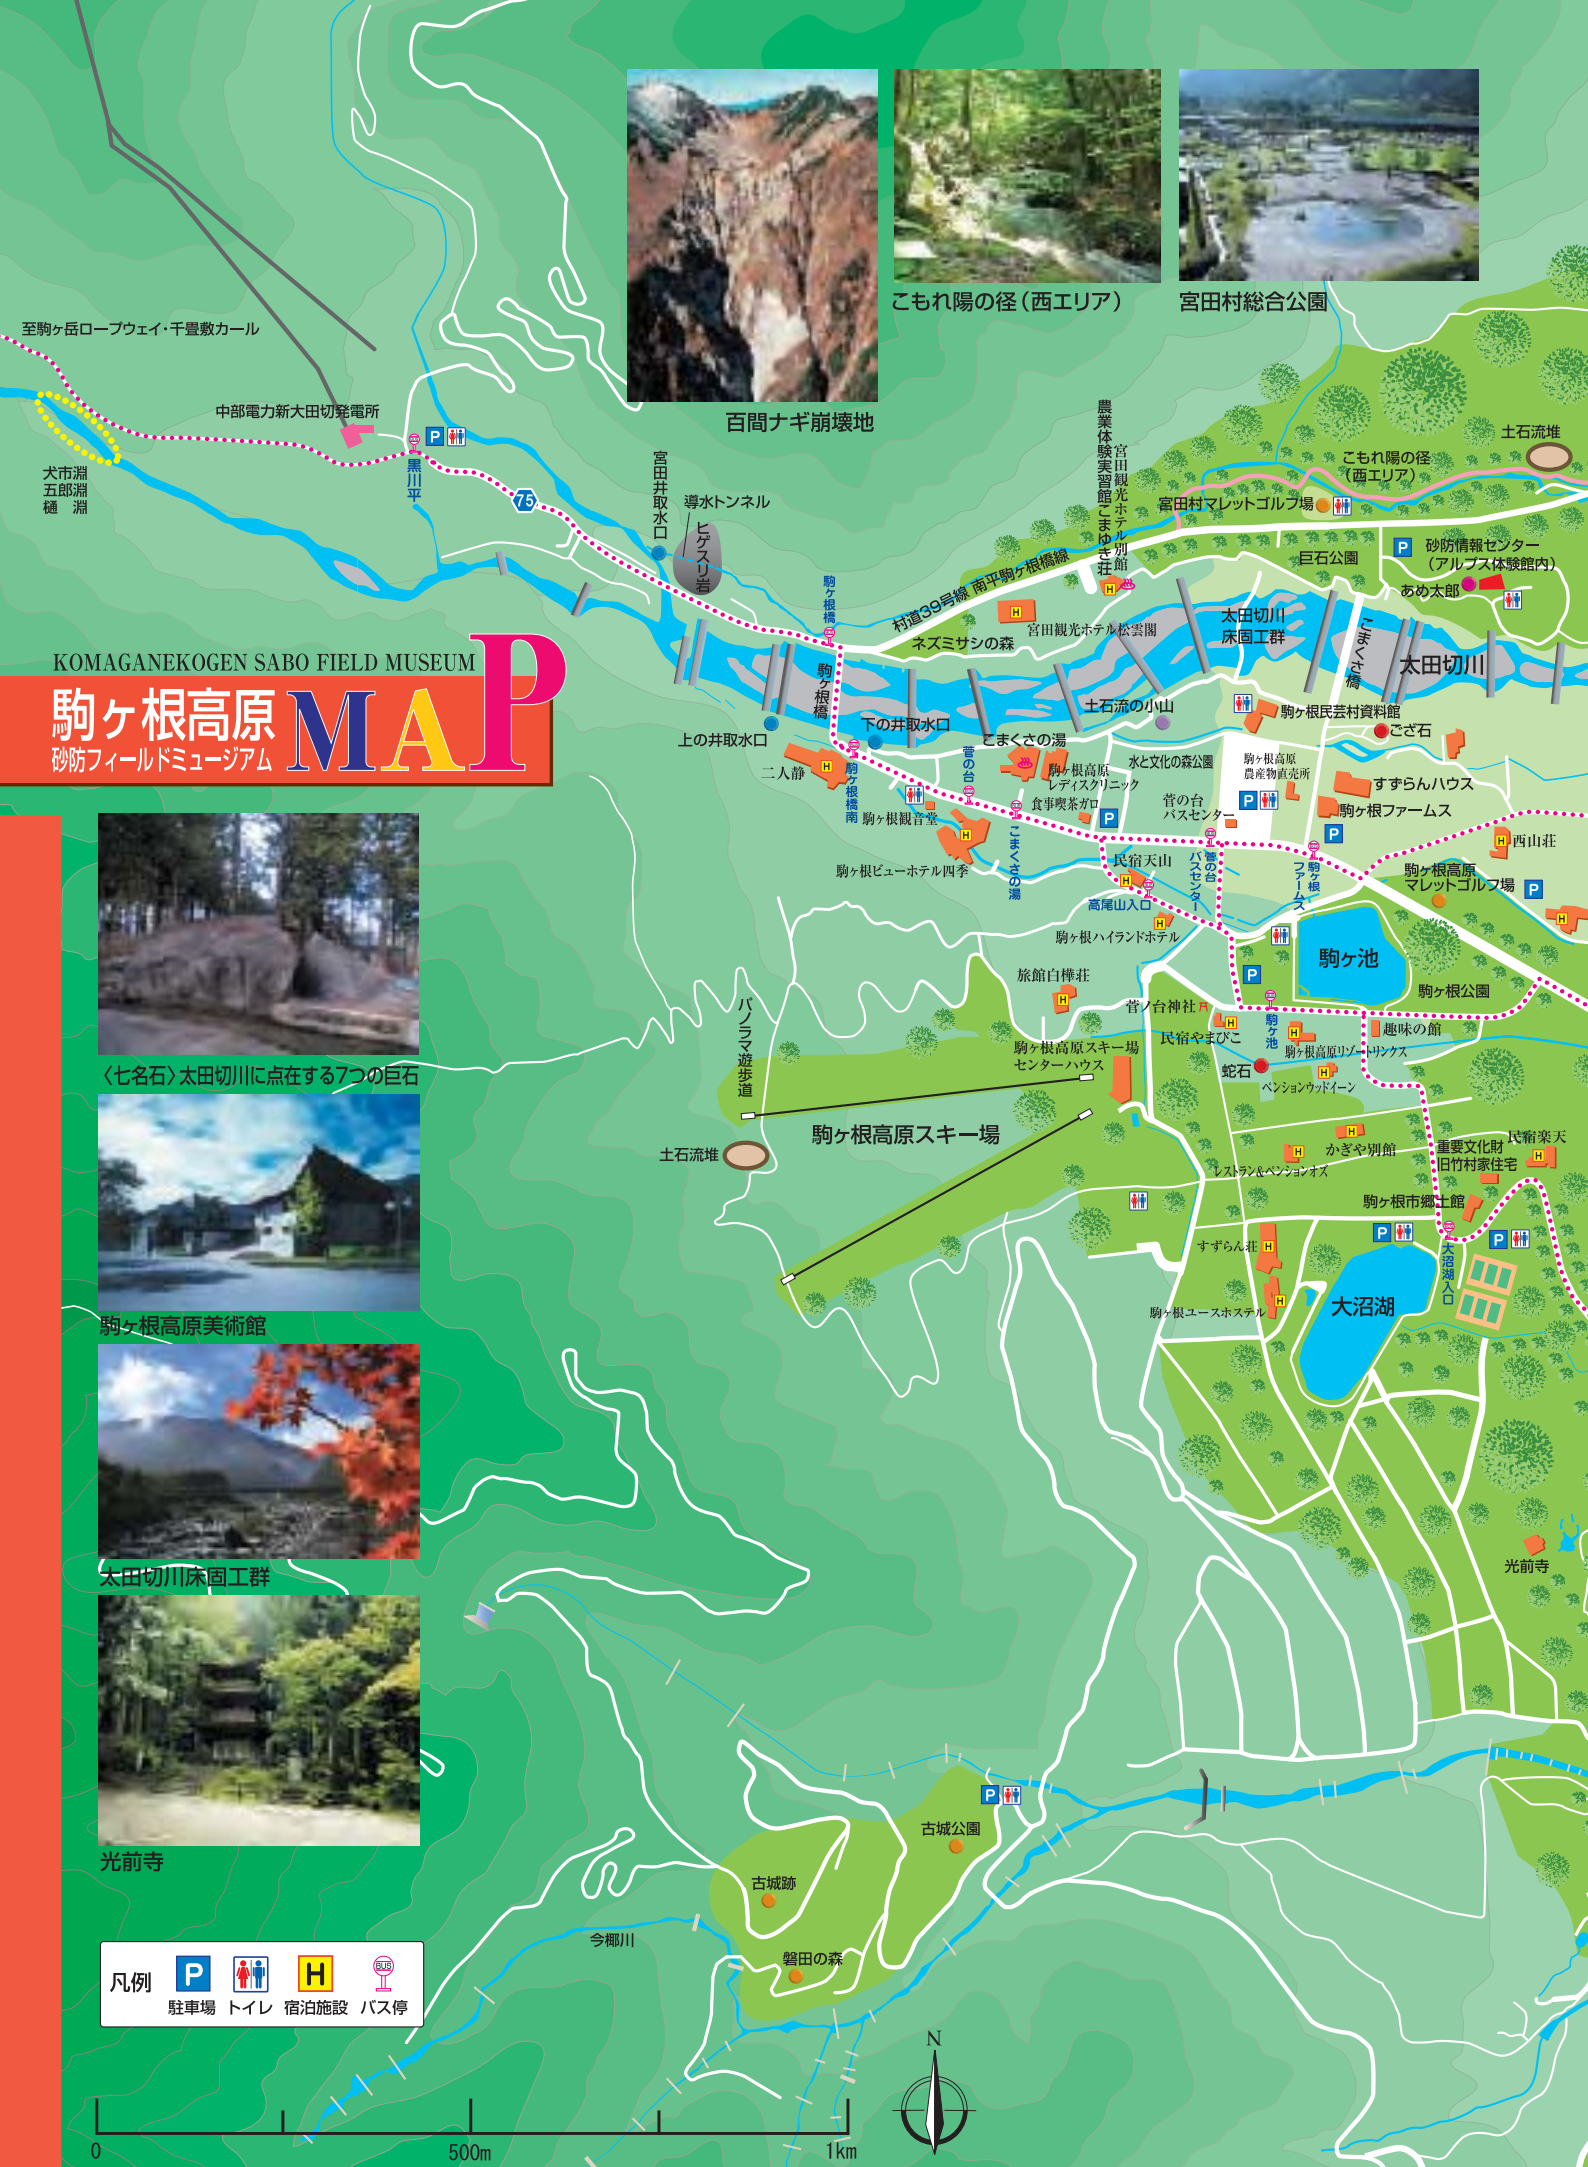 こもれ陽の径（西エリア）
宮田村総合公園
百間ナギ崩壊地
至駒ヶ岳ロープウェイ・千畳敷カール
中部電力新大田切発電所
犬市淵
五郎淵
樋　淵
黒川平
75
宮田井取水口
導水トンネル
ヒゲスリ岩
駒ヶ根橋
駒ヶ根橋
村道39号線 南平駒ヶ根橋線
農業体験実習館こまゆき荘
宮田観光ホテル別館
土石流堆
こもれ陽の径
（西エリア）
宮田村マレットゴルフ場
巨石公園
砂防情報センター
（アルプス体験館内）
あめ太郎
宮田観光ホテル松雲閣
ネズミサシの森
太田切川
床固工群
こまくさ橋
太田切川
KOMAGANEKOGEN SABO FIELD MUSEUM
駒ヶ根高原
砂防フィールドミュージアム
MAP
上の井取水口
下の井取水口
土石流の小山
駒ヶ根民芸村資料館
ござ石
二人静
駒ヶ根橋南
菅の台
こまくさの湯
駒ヶ根高原
レディスクリニック
水と文化の森公園
駒ヶ根高原
農産物直売所
すずらんハウス
駒ヶ根観音堂
食事喫茶ガロ
菅の台
バスセンター
駒ヶ根ファームス
駒ヶ根ビューホテル四季
こまくさの湯
民宿天山
菅の台
バスセンター
駒ヶ根
ファームス
西山荘
駒ヶ根高原
マレットゴルフ場
高尾山入口
駒ヶ根ハイランドホテル
駒ヶ池
駒ヶ根公園
旅館白樺荘
菅ノ台神社
民宿やまびこ
駒ヶ池
趣味の館
駒ヶ根高原リゾートリンクス
パノラマ遊歩道
駒ヶ根高原スキー場
センターハウス
蛇石
ペンションウッドイーン
〈七名石〉太田切川に点在する7つの巨石
駒ヶ根高原スキー場
土石流堆
かぎや別館
レストラン&ペンションオズ
重要文化財
旧竹村家住宅
民宿楽天
駒ヶ根市郷土館
すずらん荘
大沼湖入口
大沼湖
駒ヶ根ユースホステル
駒ヶ根高原美術館
太田切川床固工群
光前寺
光前寺
古城公園
古城跡
今椰川
磐田の森
凡例
P
H
BUS
駐車場
トイレ
宿泊施設
バス停
N
0
500m
1km